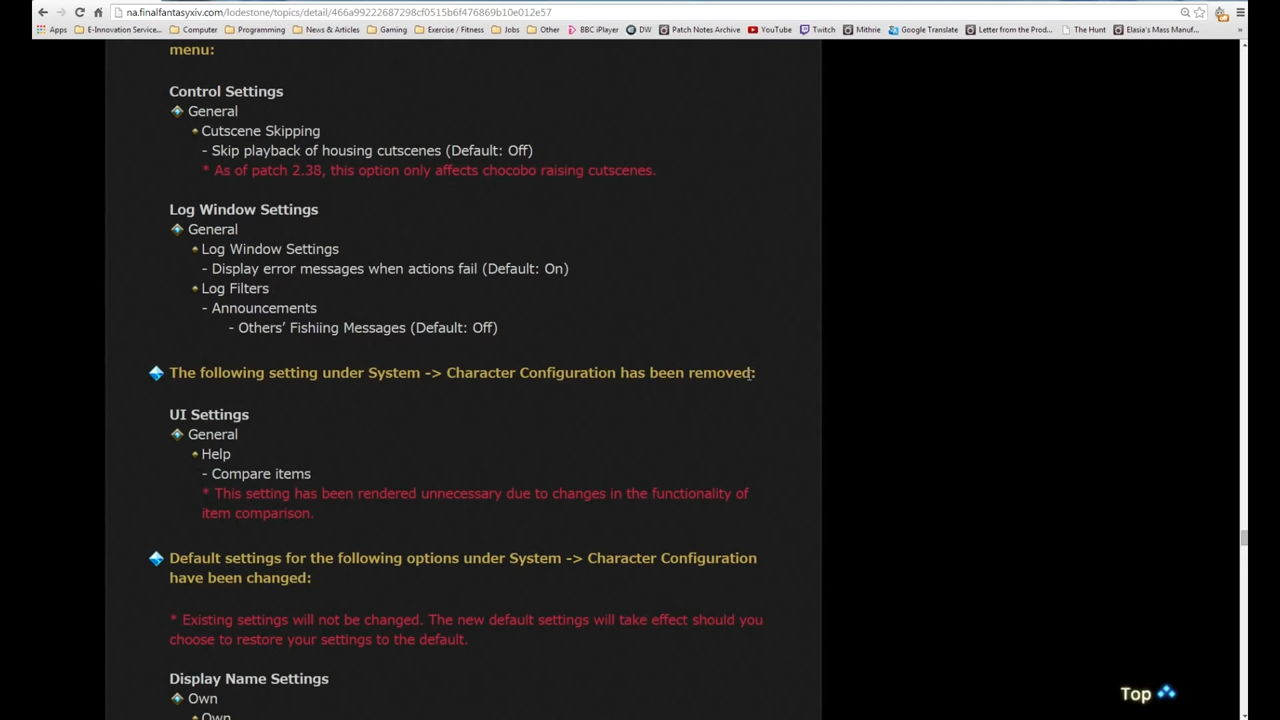 na.finalfantasyxiv.com/lodestone/topics/detail/466a99222687298cf0515b6f476869b10e012e57
Apps E-Innovation Service... Computer Programming News & Articles Gaming Exercise / Fitness Jobs Other BBC iPlayer DW Patch Notes Archive YouTube Twitch Mithrie Google Translate Letter from the Prod... The Hunt Elasia's Mass Manuf... »
menu:
Control Settings
General
Cutscene Skipping
- Skip playback of housing cutscenes (Default: Off)
* As of patch 2.38, this option only affects chocobo raising cutscenes.
Log Window Settings
General
Log Window Settings
- Display error messages when actions fail (Default: On)
Log Filters
- Announcements
- Others’ Fishiing Messages (Default: Off)
The following setting under System -> Character Configuration has been removed:
UI Settings
General
Help
- Compare items
* This setting has been rendered unnecessary due to changes in the functionality of
item comparison.
Default settings for the following options under System -> Character Configuration
have been changed:
* Existing settings will not be changed. The new default settings will take effect should you
choose to restore your settings to the default.
Display Name Settings
Own
Own
Top